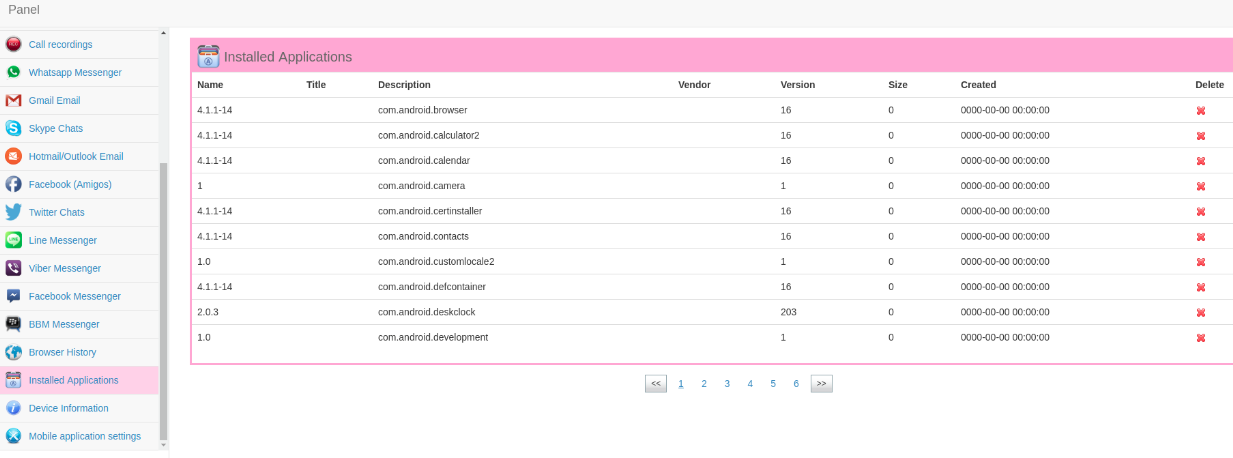 Panel
Call recordings
Whatsapp Messenger
Gmail Email
Skype Chats
Hotmail/Outlook Email
Facebook (Amigos)
Twitter Chats
Line Messenger
Viber Messenger
Facebook Messenger
BBM Messenger
Browser History
Installed Applications
Device Information
Mobile application settings
Installed Applications
Name Title Description Vendor Version Size Created Delete
4.1.1-14 com.android.browser 16 0 0000-00-00 00:00:00
4.1.1-14 com.android.calculator2 16 0 0000-00-00 00:00:00
4.1.1-14 com.android.calendar 16 0 0000-00-00 00:00:00
1 com.android.camera 1 0 0000-00-00 00:00:00
4.1.1-14 com.android.certinstaller 16 0 0000-00-00 00:00:00
4.1.1-14 com.android.contacts 16 0 0000-00-00 00:00:00
1.0 com.android.customlocale2 1 0 0000-00-00 00:00:00
4.1.1-14 com.android.defcontainer 16 0 0000-00-00 00:00:00
2.0.3 com.android.deskclock 203 0 0000-00-00 00:00:00
1.0 com.android.development 1 0 0000-00-00 00:00:00
<< 1 2 3 4 5 6 >>